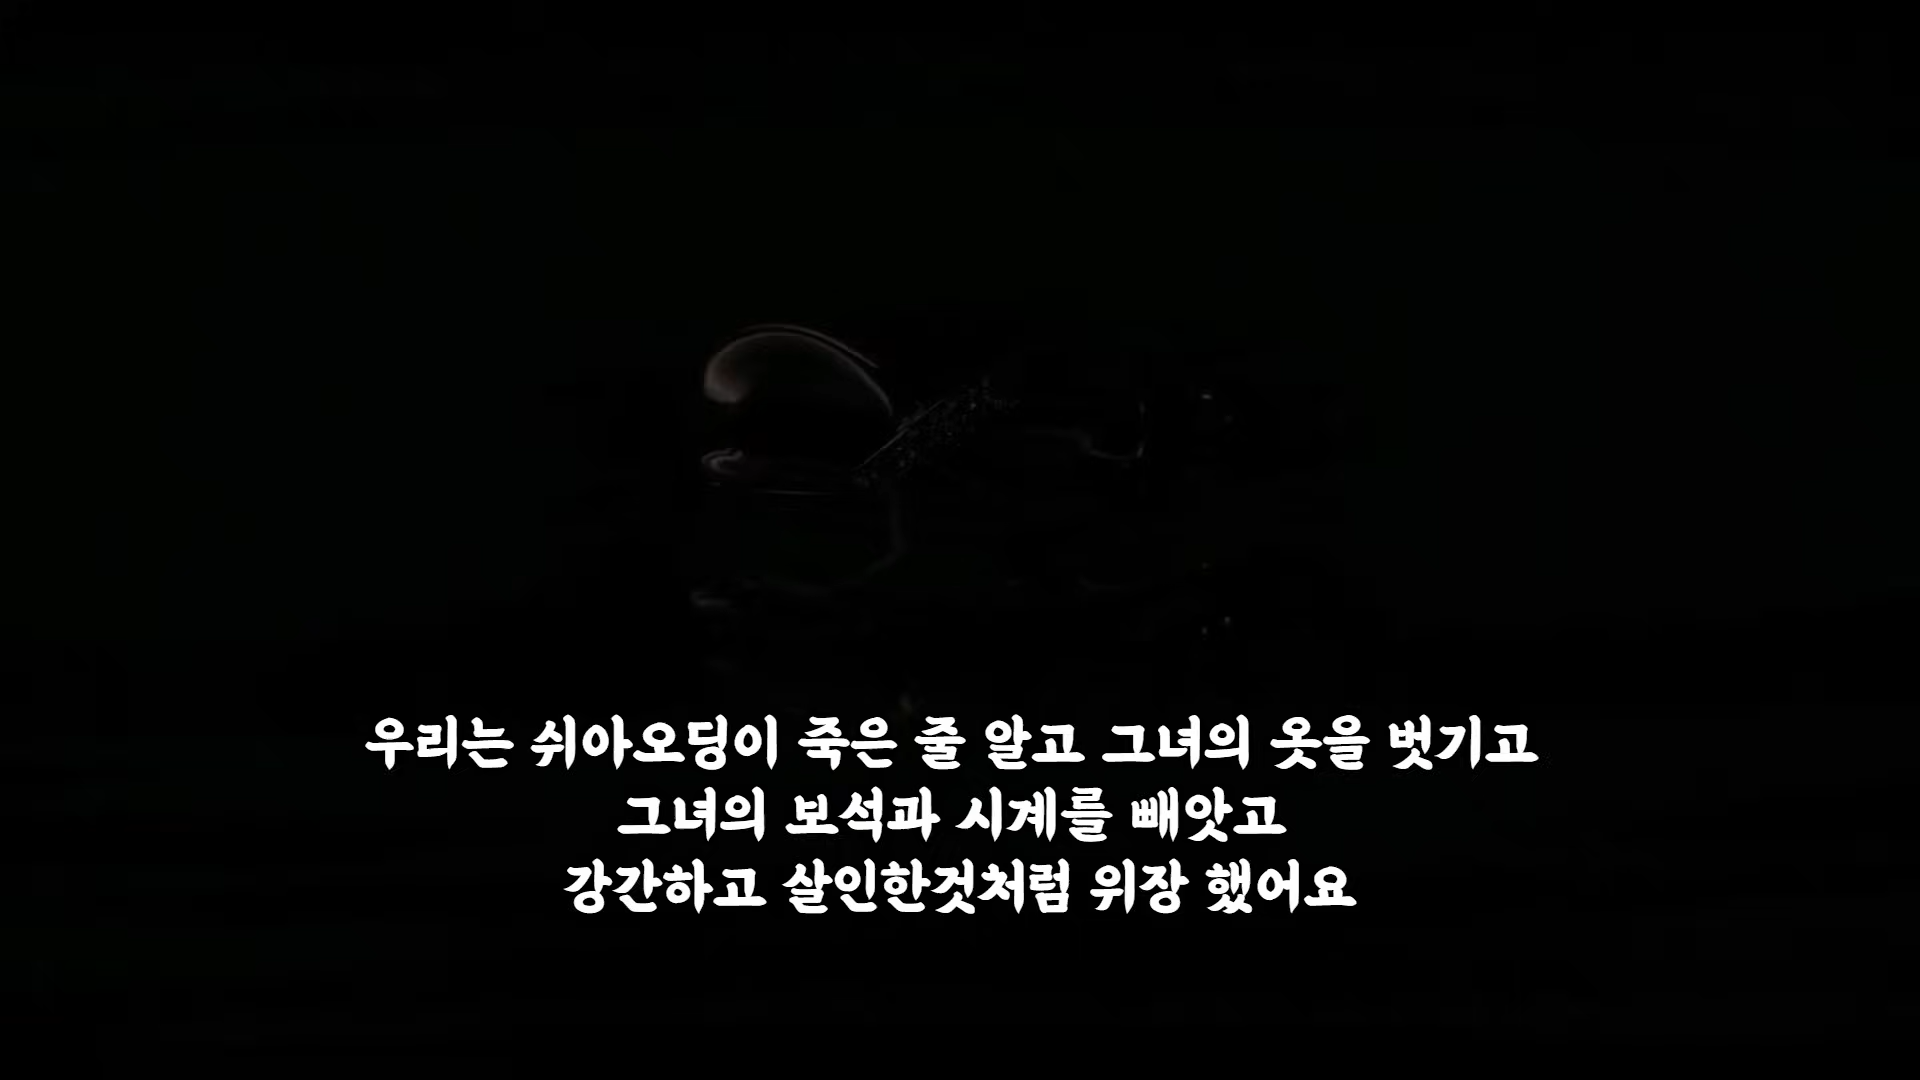 우리는 쉬아오딩이 죽은 줄 알고 그녀의 옷을 벗기고
그녀의 보석과 시계를 빼앗고
강간하고 살인한것처럼 위장 했어요